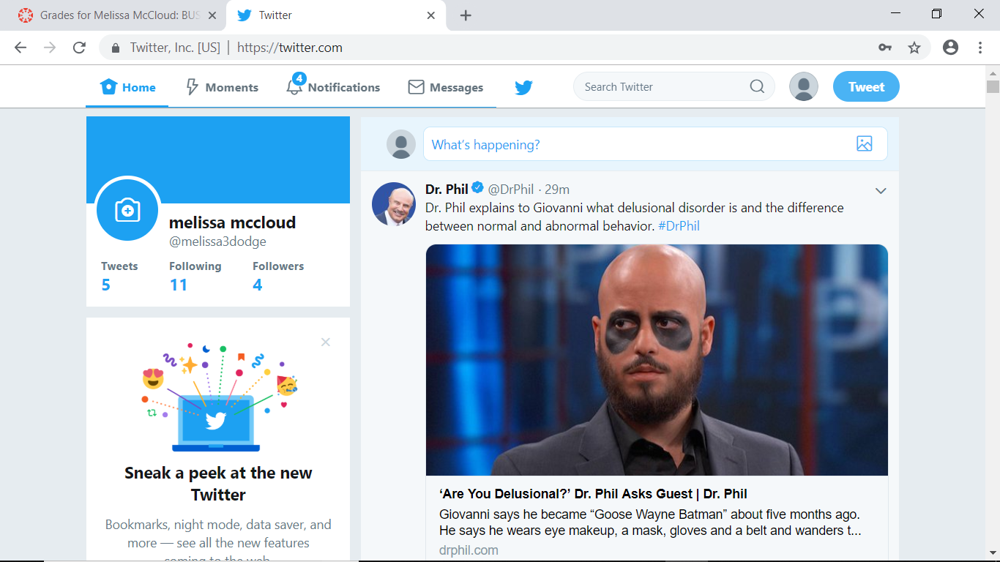 Grades for Melissa McCloud: BUS
Twitter
Twitter, Inc. [US] | https://twitter.com
Home
Moments
4
Notifications
Messages
Search Twitter
Tweet
melissa mccloud
@melissa3dodge
Tweets Following Followers
5 11 4
Sneak a peek at the new
Twitter
Bookmarks, night mode, data saver, and
more — see all the new features
coming to the web.
What's happening?
Dr. Phil @DrPhil · 29m
Dr. Phil explains to Giovanni what delusional disorder is and the difference
between normal and abnormal behavior. #DrPhil
‘Are You Delusional?’ Dr. Phil Asks Guest | Dr. Phil
Giovanni says he became “Goose Wayne Batman” about five months ago.
He says he wears eye makeup, a mask, gloves and a belt and wanders t...
drphil.com